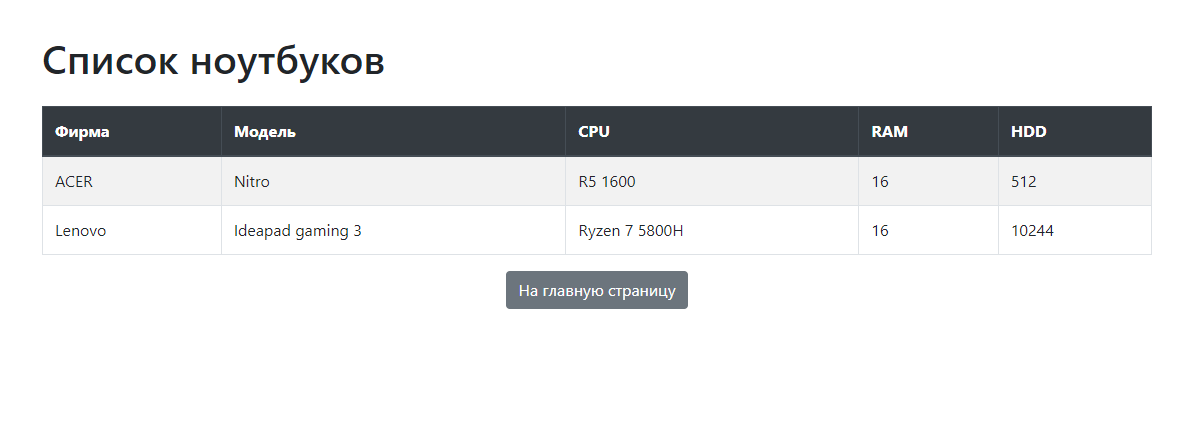 Список ноутбуков
Фирма Модель CPU RAM HDD
ACER Nitro R5 1600 16 512
Lenovo Ideapad gaming 3 Ryzen 7 5800H 16 10244
На главную страницу